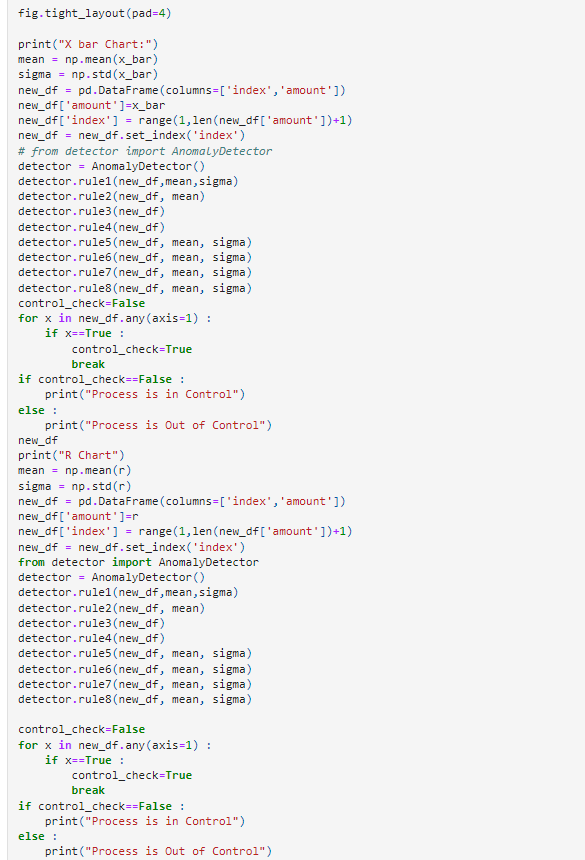 fig.tight_layout(pad=4)

print("X bar Chart:")
mean = np.mean(x_bar)
sigma = np.std(x_bar)
new_df = pd.DataFrame(columns=['index','amount'])
new_df['amount']=x_bar
new_df['index'] = range(1,len(new_df['amount'])+1)
new_df = new_df.set_index('index')
# from detector import AnomalyDetector
detector = AnomalyDetector()
detector.rule1(new_df,mean,sigma)
detector.rule2(new_df, mean)
detector.rule3(new_df)
detector.rule4(new_df)
detector.rule5(new_df, mean, sigma)
detector.rule6(new_df, mean, sigma)
detector.rule7(new_df, mean, sigma)
detector.rule8(new_df, mean, sigma)
control_check=False
for x in new_df.any(axis=1) :
    if x==True :
        control_check=True
        break
if control_check==False :
    print("Process is in Control")
else :
    print("Process is Out of Control")
new_df
print("R Chart")
mean = np.mean(r)
sigma = np.std(r)
new_df = pd.DataFrame(columns=['index','amount'])
new_df['amount']=r
new_df['index'] = range(1,len(new_df['amount'])+1)
new_df = new_df.set_index('index')
from detector import AnomalyDetector
detector = AnomalyDetector()
detector.rule1(new_df,mean,sigma)
detector.rule2(new_df, mean)
detector.rule3(new_df)
detector.rule4(new_df)
detector.rule5(new_df, mean, sigma)
detector.rule6(new_df, mean, sigma)
detector.rule7(new_df, mean, sigma)
detector.rule8(new_df, mean, sigma)

control_check=False
for x in new_df.any(axis=1) :
    if x==True :
        control_check=True
        break
if control_check==False :
    print("Process is in Control")
else :
    print("Process is Out of Control")